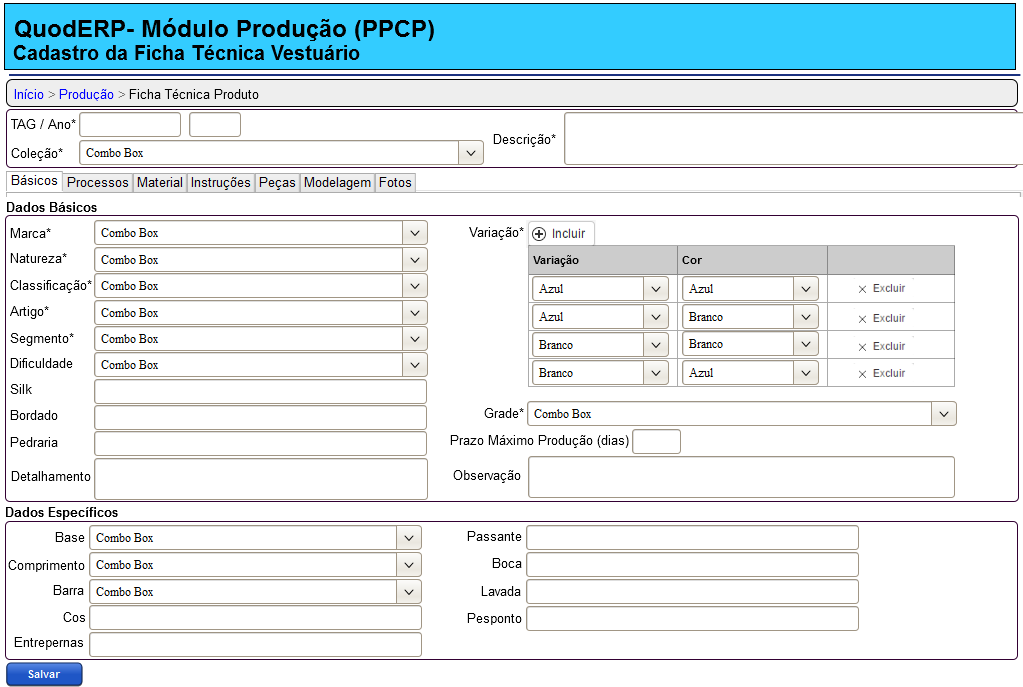 QuodERP- Módulo Produção (PPCP)
Cadastro da Ficha Técnica Vestuário
Início > Produção > Ficha Técnica Produto
TAG / Ano*
Descrição*
Coleção* Combo Box
Básicos Processos Material Instruções Peças Modelagem Fotos
Dados Básicos
Marca* Combo Box
Natureza* Combo Box
Classificação* Combo Box
Artigo* Combo Box
Segmento* Combo Box
Dificuldade Combo Box
Silk
Bordado
Pedraria
Detalhamento
Variação* Incluir
Variação Cor
Azul Azul × Excluir
Azul Branco × Excluir
Branco Branco × Excluir
Branco Azul × Excluir
Grade* Combo Box
Prazo Máximo Produção (dias)
Observação
Dados Específicos
Base Combo Box
Comprimento Combo Box
Barra Combo Box
Cos
Entrepernas
Passante
Boca
Lavada
Pesponto
Salvar